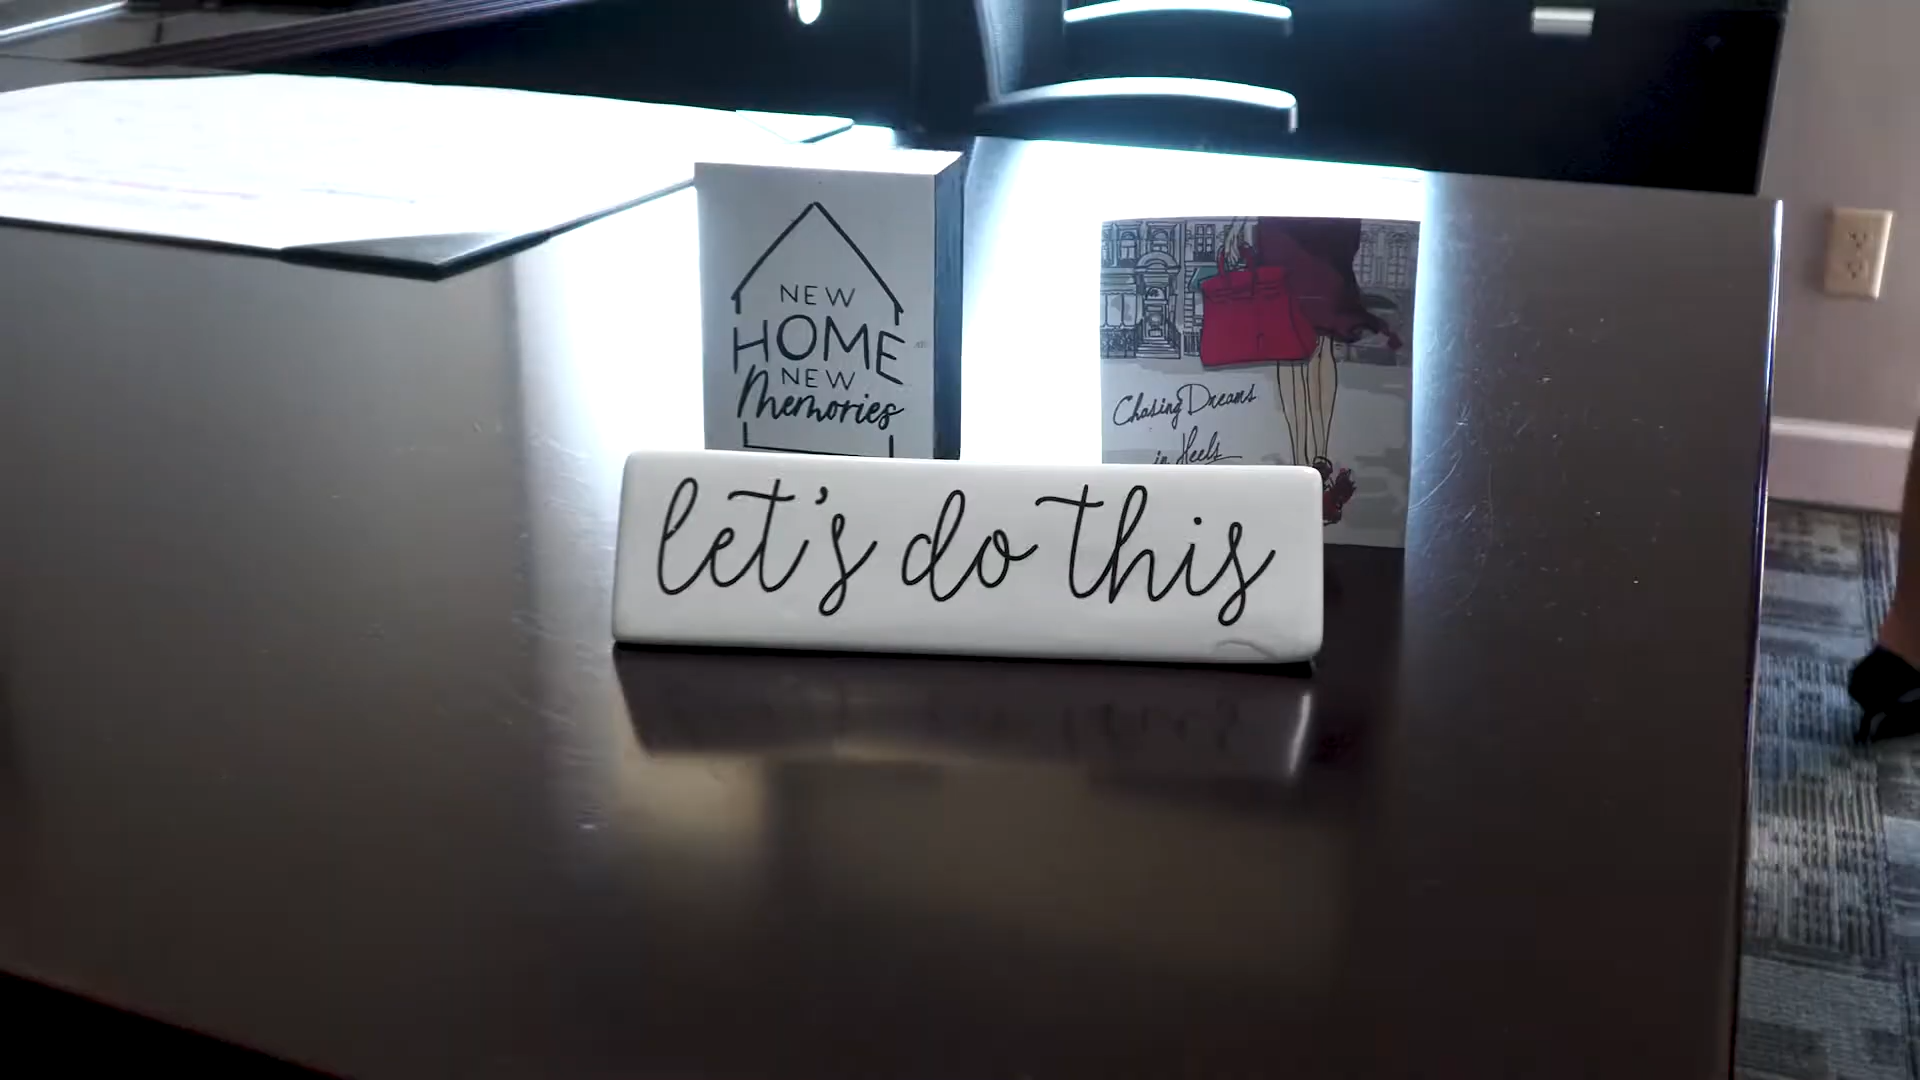 NEW
HOME
NEW
Memories
Chasing Dreams
in Heels
let's do this